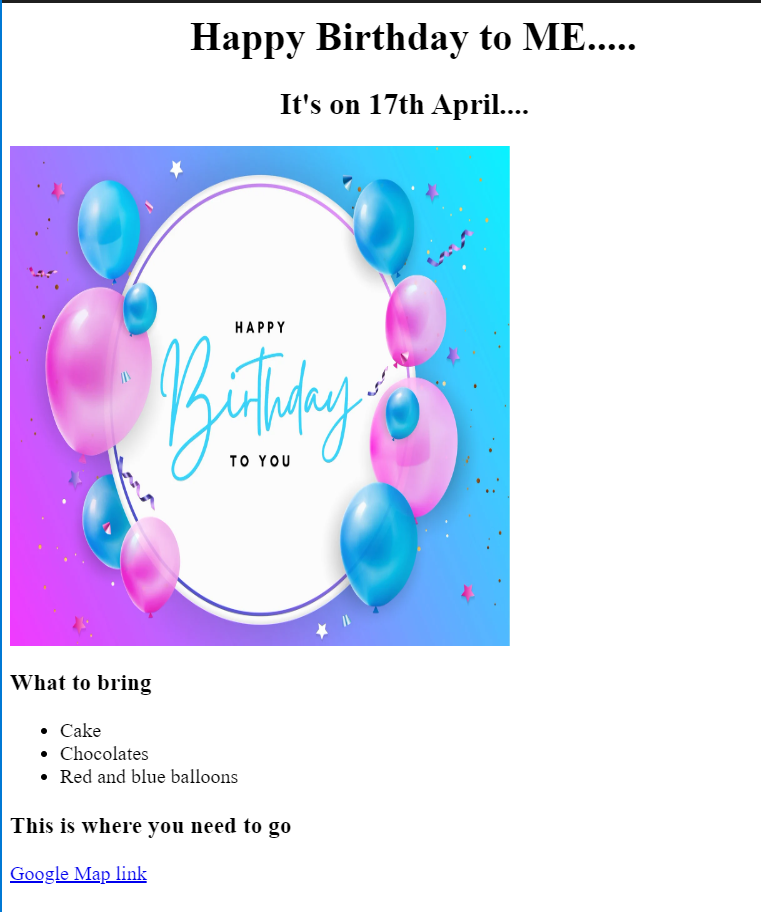 Happy Birthday to ME.....
It's on 17th April....
HAPPY
Birthday
TO YOU
What to bring
Cake
Chocolates
Red and blue balloons
This is where you need to go
Google Map link